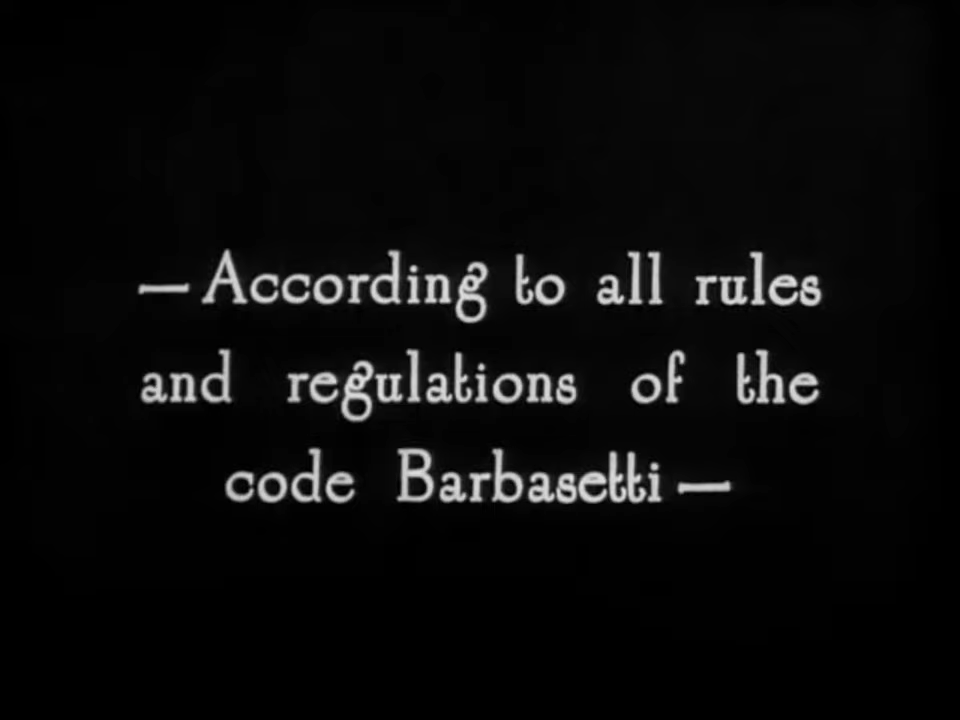 —According to all rules
and regulations of the
code Barbasetti—